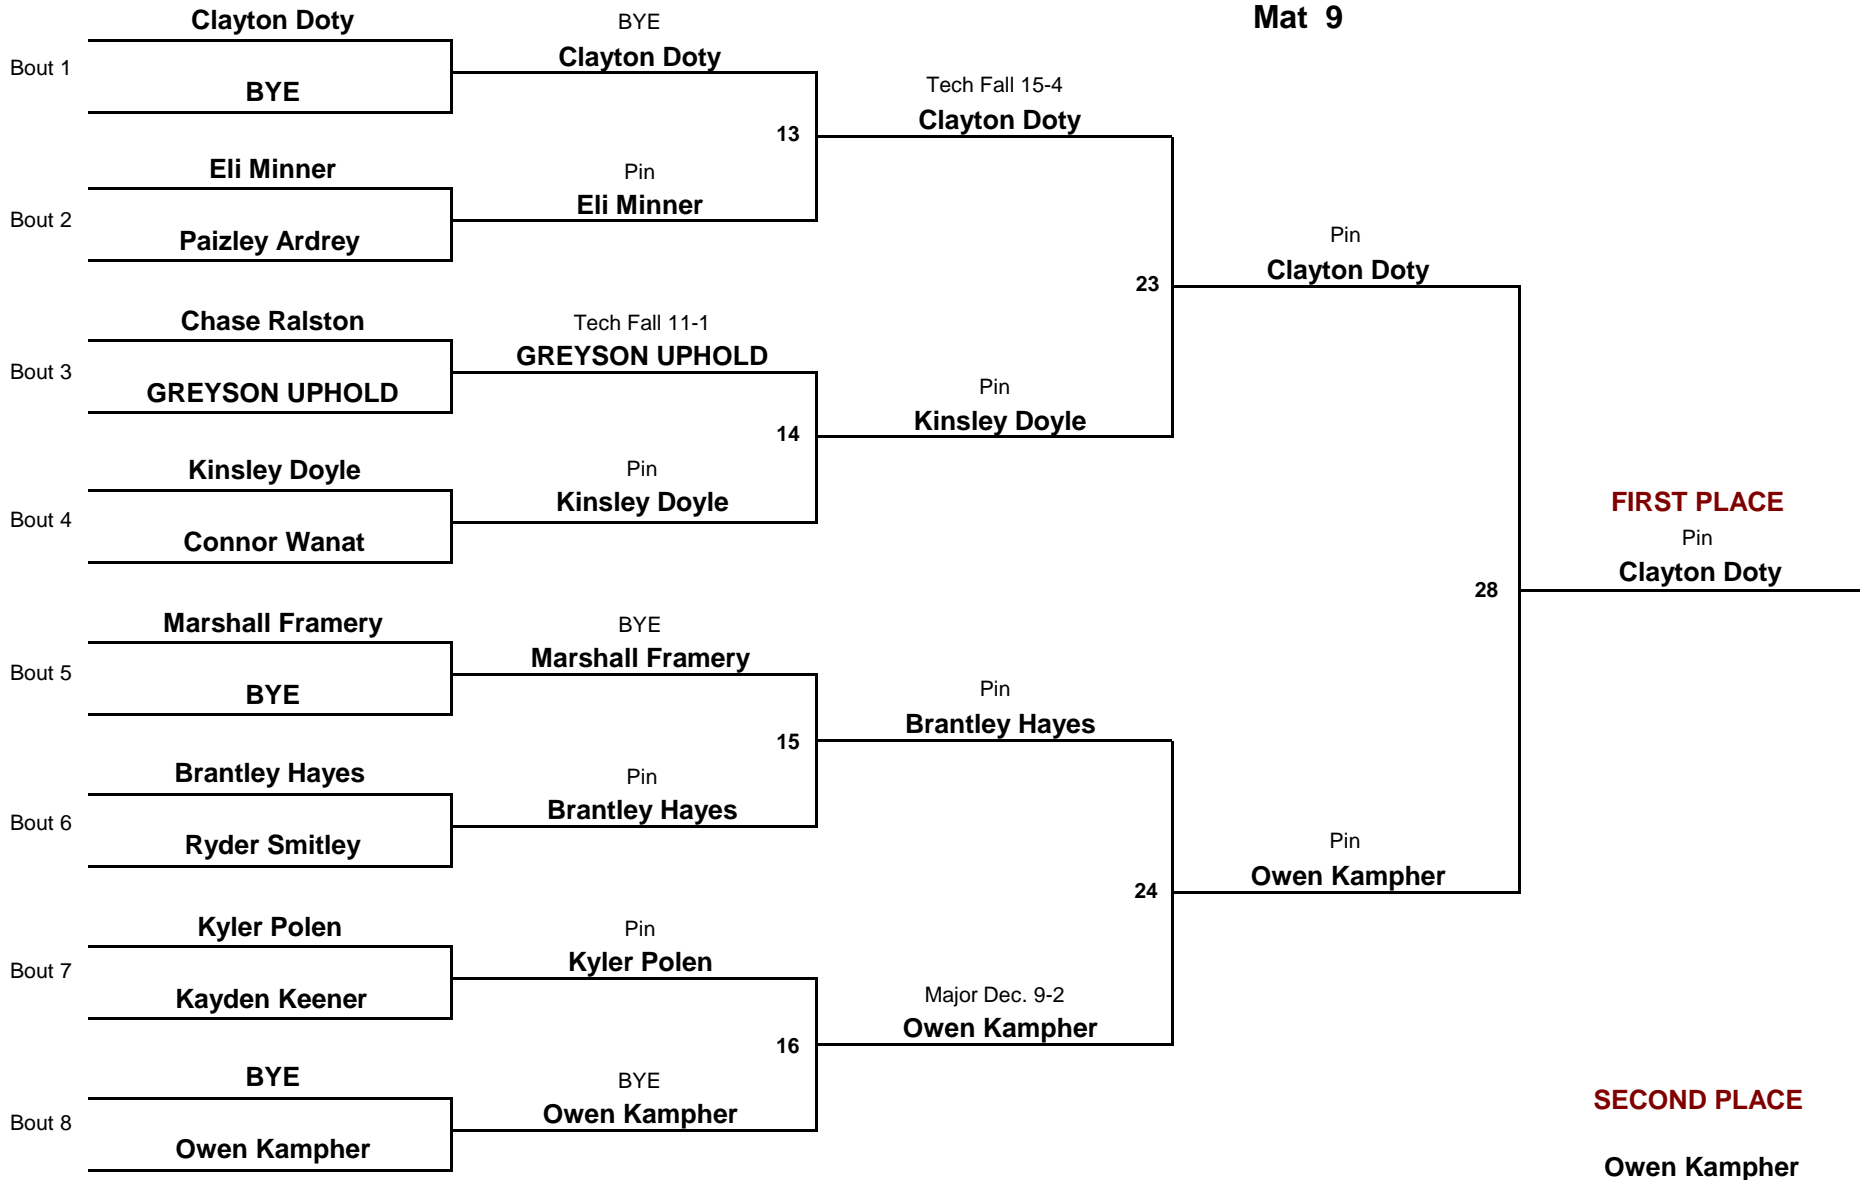 Mat 9
Clayton Doty
Bout 1
BYE
Eli Minner
Bout 2
Paizley Ardrey
Chase Ralston
Bout 3
GREYSON UPHOLD
Kinsley Doyle
Bout 4
Connor Wanat
Marshall Framery
Bout 5
BYE
Brantley Hayes
Bout 6
Ryder Smitley
Kyler Polen
Bout 7
Kayden Keener
BYE
Bout 8
Owen Kampher
BYE
Clayton Doty
13
Pin
Eli Minner
Tech Fall 11-1
GREYSON UPHOLD
14
Pin
Kinsley Doyle
BYE
Marshall Framery
15
Pin
Brantley Hayes
Pin
Kyler Polen
16
BYE
Owen Kampher
Tech Fall 15-4
Clayton Doty
23
Pin
Kinsley Doyle
Pin
Brantley Hayes
24
Major Dec. 9-2
Owen Kampher
Pin
Clayton Doty
28
Pin
Owen Kampher
FIRST PLACE
Pin
Clayton Doty
SECOND PLACE
Owen Kampher